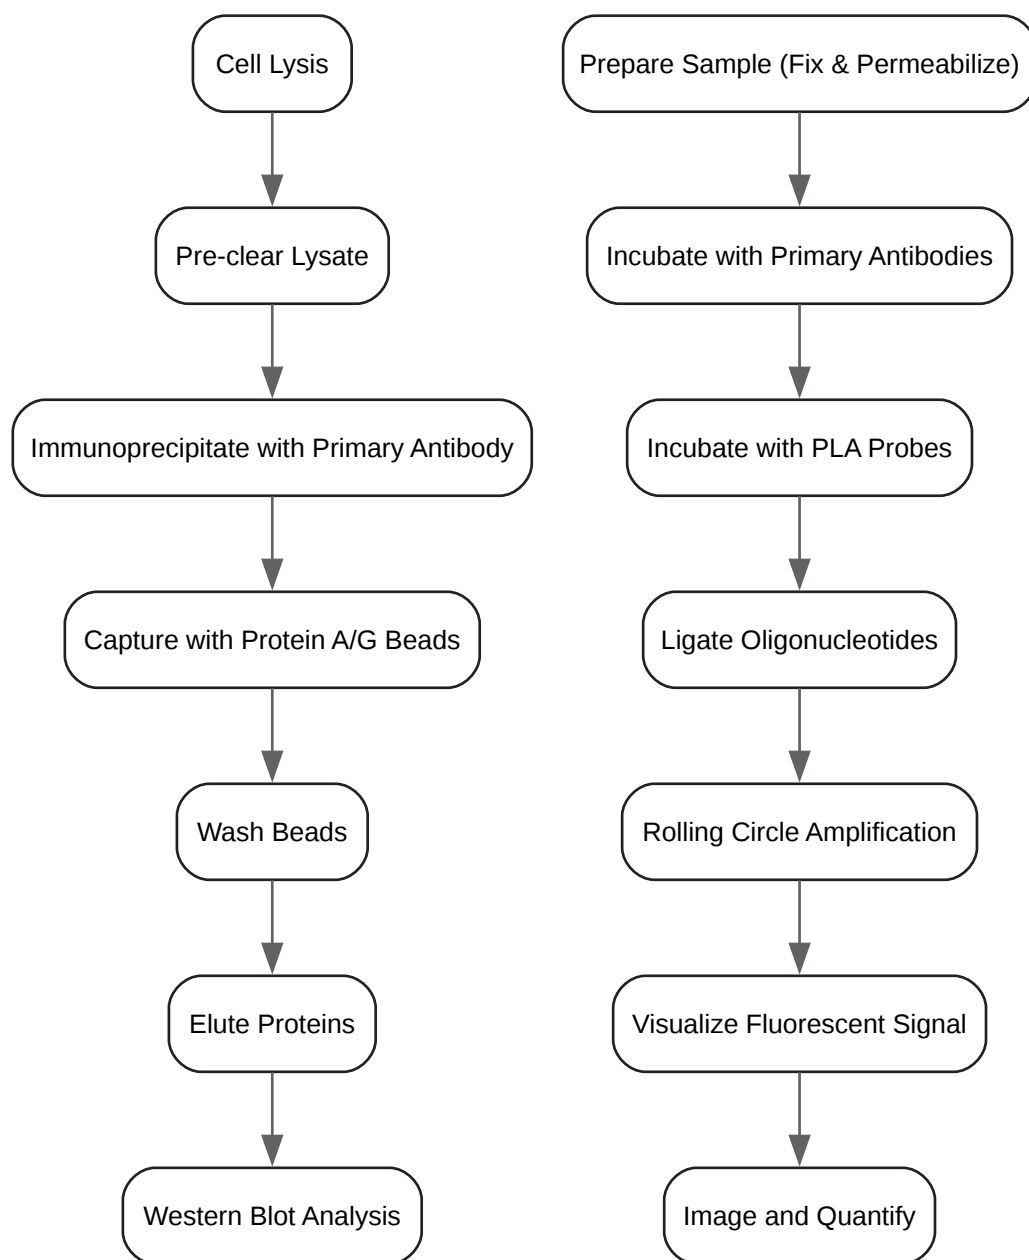 Cell Lysis
Pre-clear Lysate
Immunoprecipitate with Primary Antibody
Capture with Protein A/G Beads
Wash Beads
Elute Proteins
Western Blot Analysis
Prepare Sample (Fix & Permeabilize)
Incubate with Primary Antibodies
Incubate with PLA Probes
Ligate Oligonucleotides
Rolling Circle Amplification
Visualize Fluorescent Signal
Image and Quantify